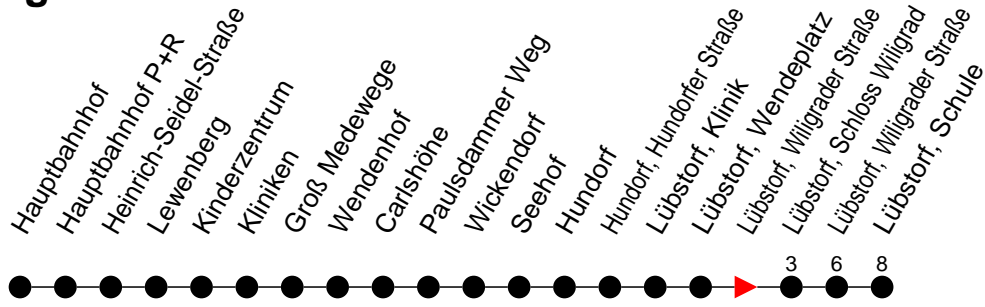 Hauptbahnhof
Hauptbahnhof P+R
Heinrich-Seidel-Straße
Lewenberg
Kinderzentrum
Kliniken
Groß Medewege
Wendenhof
Carlshöhe
Paulsdammer Weg
Wickendorf
Seehof
Hundorf
Hundorf, Hundorfer Straße
Lübstorf, Klinik
Lübstorf, Wendeplatz
Lübstorf, Wiligrader Straße
Lübstorf, Schloss Wiligrad
Lübstorf, Wiligrader Straße
Lübstorf, Schule
3 6 8